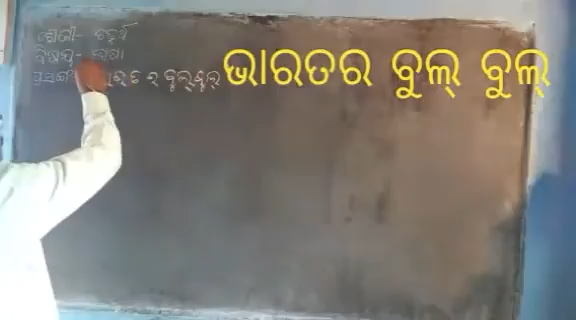 ଶ୍ରେଣୀ- ଚତୁର୍ଥ
ବିଷୟ-
ବୁଲ୍ ବୁଲ୍
ଭାରତର ବୁଲ୍ ବୁଲ୍